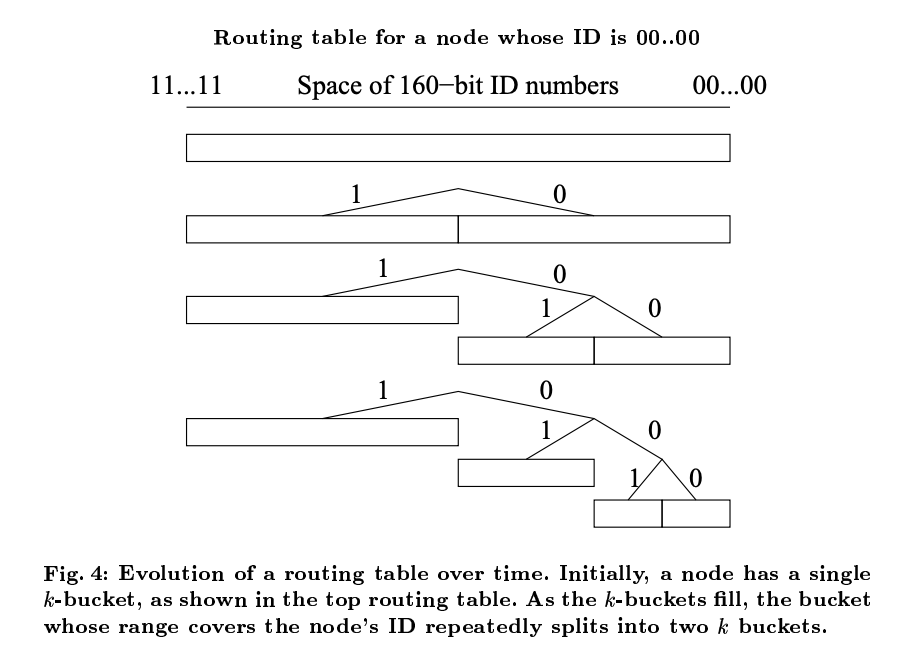 Routing table for a node whose ID is 00..00
11...11 Space of 160−bit ID numbers 00...00
1 0
1 0
1 0
1 0
1 0
1 0
Fig. 4: Evolution of a routing table over time. Initially, a node has a single
k-bucket, as shown in the top routing table. As the k-buckets fill, the bucket
whose range covers the node's ID repeatedly splits into two k buckets.